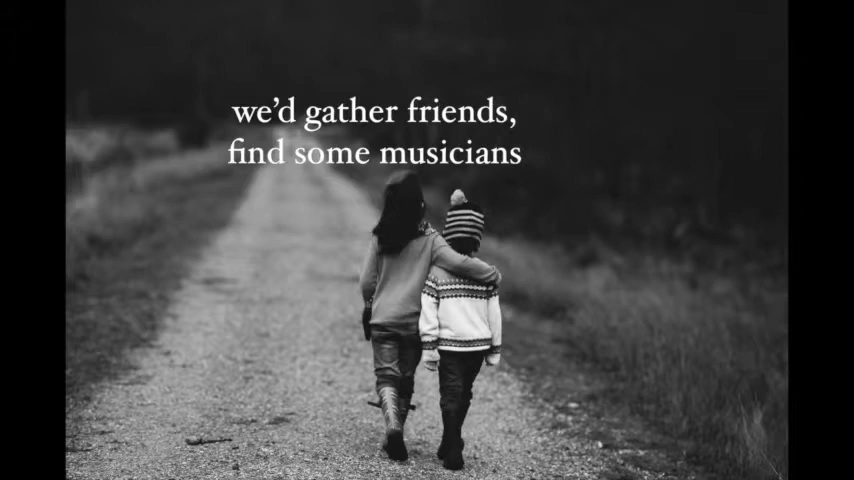 we’d gather friends,
find some musicians